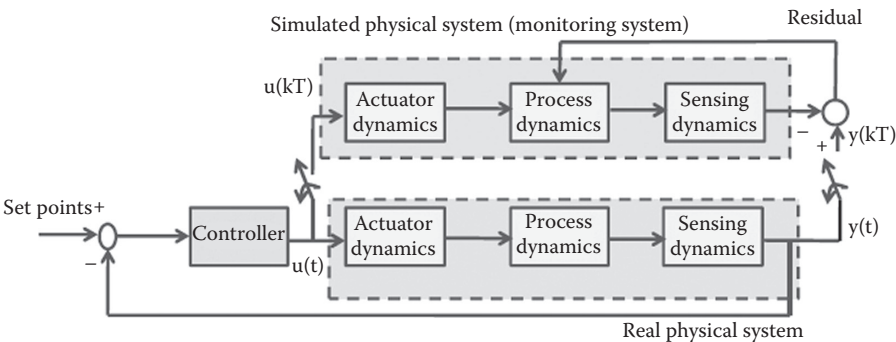 Simulated physical system (monitoring system)
Residual
u(kT)
Actuator
dynamics
Process
dynamics
Sensing
dynamics
−
+
y(kT)
Set points+
−
Controller
u(t)
Actuator
dynamics
Process
dynamics
Sensing
dynamics
y(t)
Real physical system